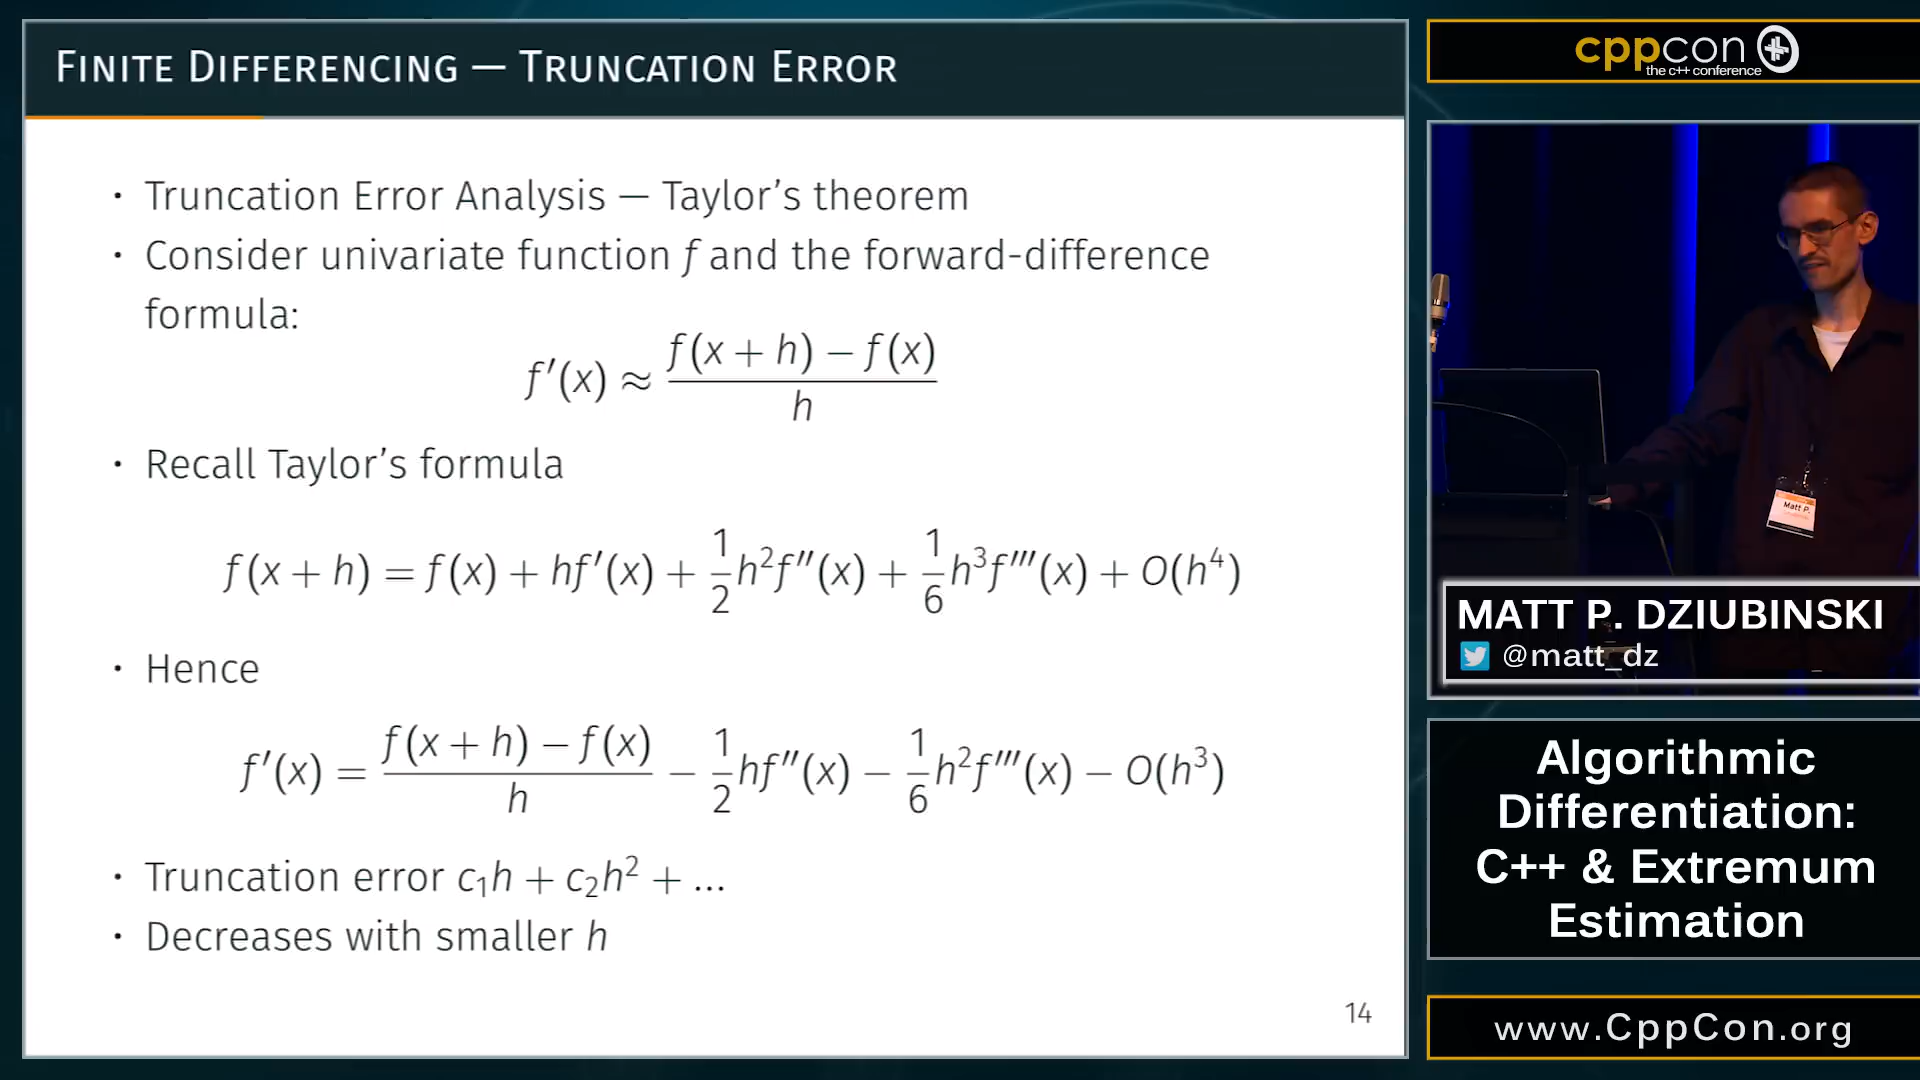 FINITE DIFFERENCING — TRUNCATION ERROR
· Truncation Error Analysis — Taylor’s theorem
· Consider univariate function f and the forward-difference
formula:
f′(x) ≈ (f(x + h) − f(x)) / h
· Recall Taylor’s formula
f(x + h) = f(x) + hf′(x) + 1/2 h²f″(x) + 1/6 h³f‴(x) + O(h⁴)
· Hence
f′(x) = (f(x + h) − f(x)) / h − 1/2 hf″(x) − 1/6 h²f‴(x) − O(h³)
· Truncation error c₁h + c₂h² + ...
· Decreases with smaller h
14
cppcon
the c++ conference
Matt P.
MATT P. DZIUBINSKI
@matt_dz
Algorithmic
Differentiation:
C++ & Extremum
Estimation
www.CppCon.org